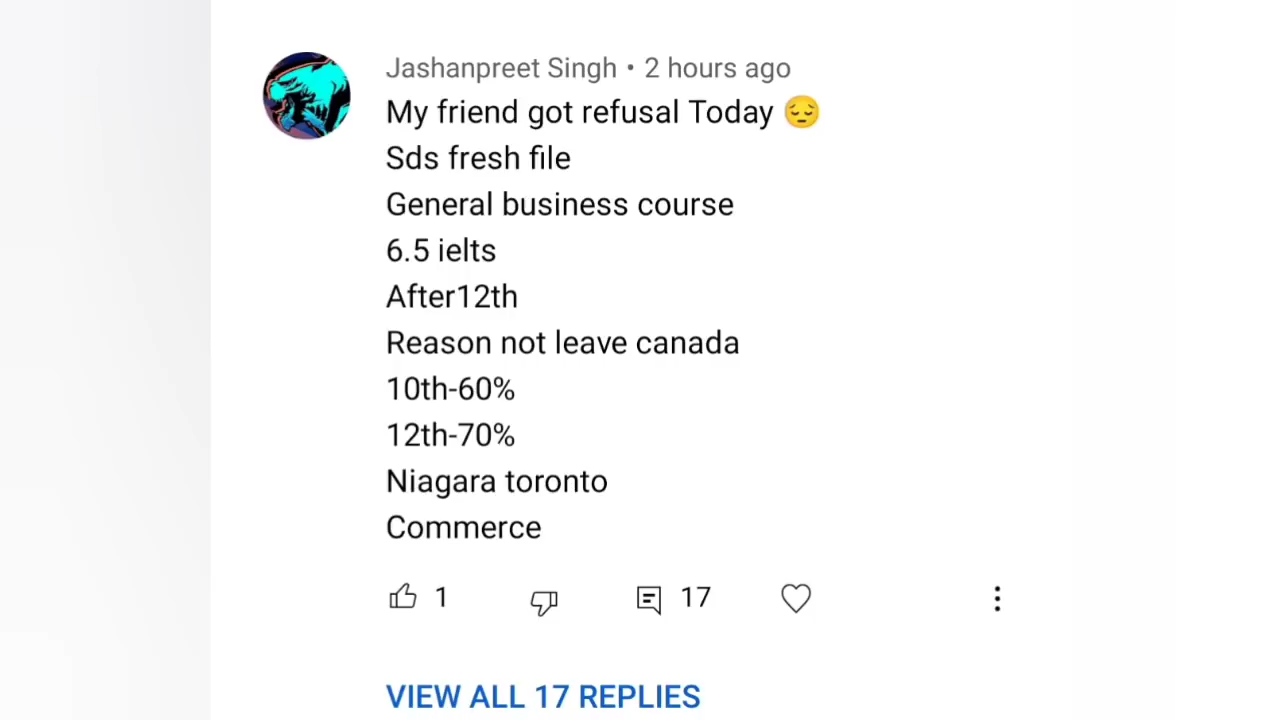 Jashanpreet Singh • 2 hours ago
My friend got refusal Today 😔
Sds fresh file
General business course
6.5 ielts
After12th
Reason not leave canada
10th-60%
12th-70%
Niagara toronto
Commerce
1 17
VIEW ALL 17 REPLIES